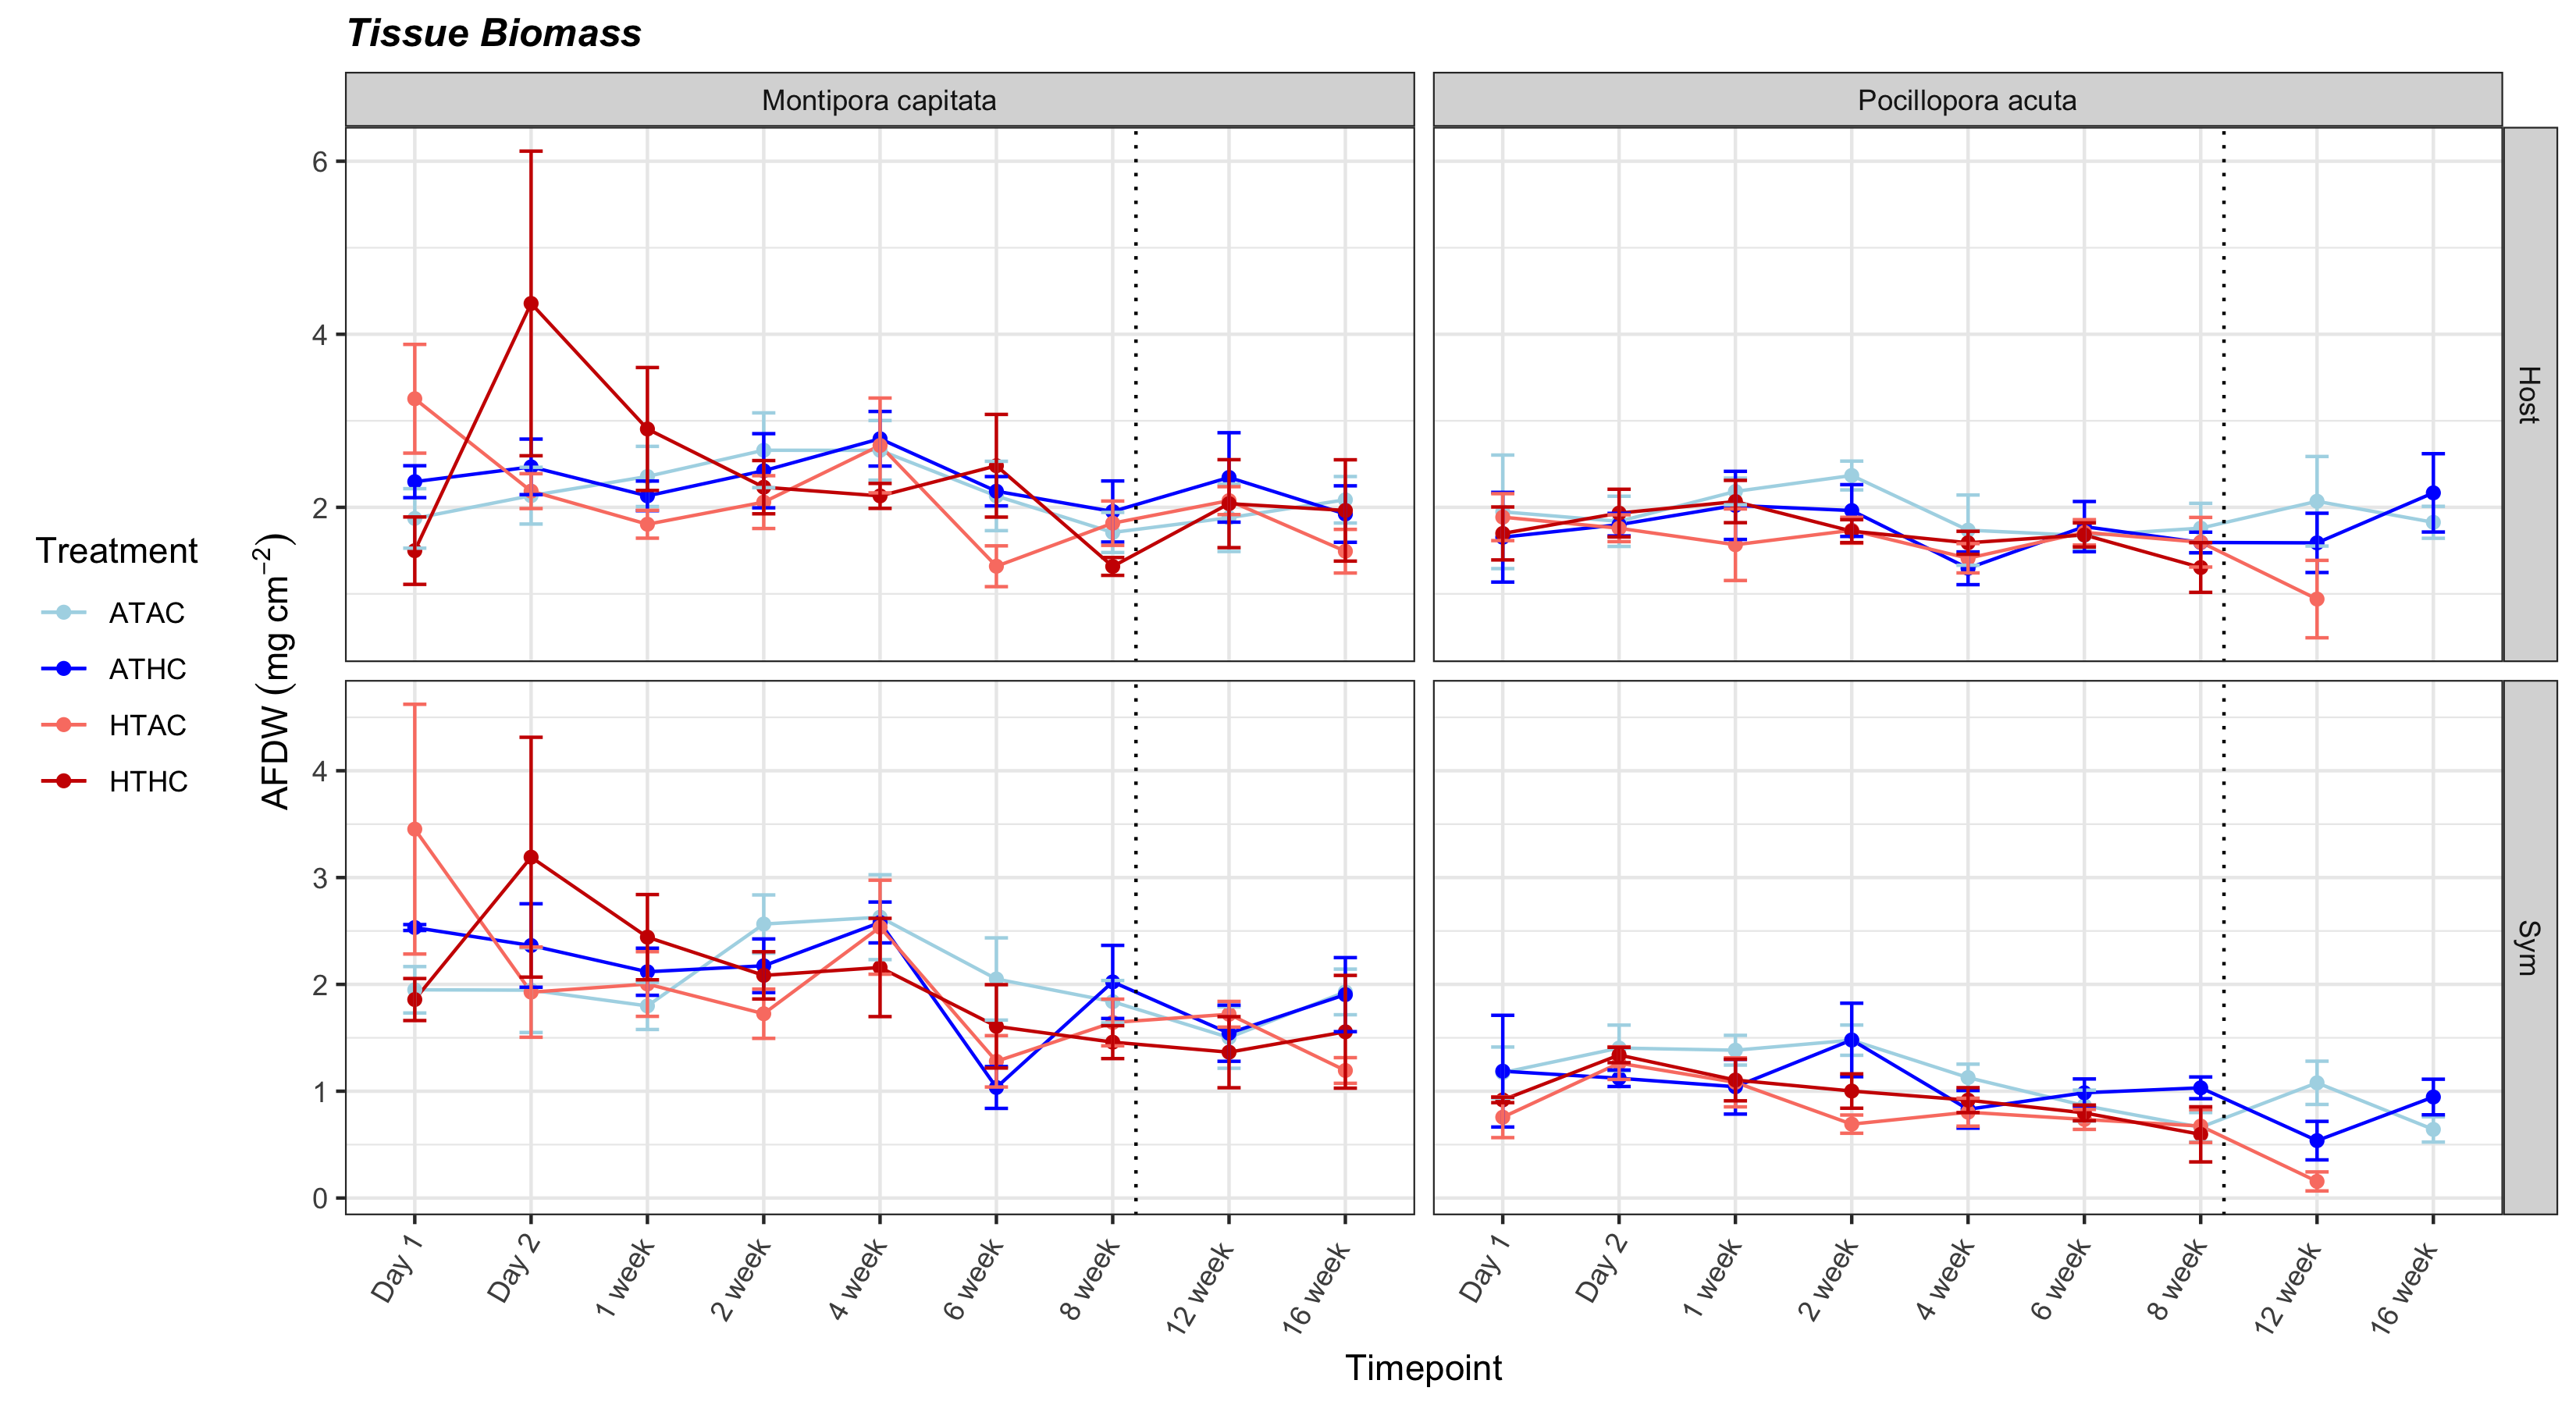 Tissue Biomass
Montipora capitata
Pocillopora acuta
6
4
2
Host
Treatment
ATAC
ATHC
HTAC
HTHC
AFDW (mg cm⁻²)
4
3
2
1
0
Sym
Day 1
Day 2
1 week
2 week
4 week
6 week
8 week
12 week
16 week
Day 1
Day 2
1 week
2 week
4 week
6 week
8 week
12 week
16 week
Timepoint